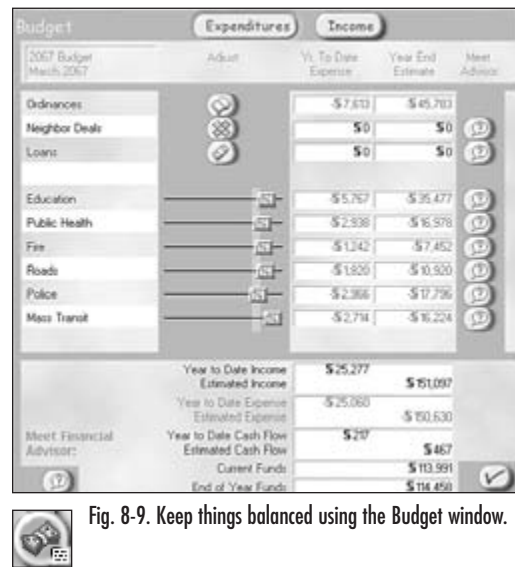 Budget Expenditures Income
2067 Budget Adjust Yr. To Date Year End Meet
March, 2067 Expense Estimate Advisor
Ordinances -$7,613 -$45,703
Neighbor Deals $0 $0
Loans $0 $0
Education -$5,767 -$35,477
Public Health -$2,938 -$16,978
Fire -$1,242 -$7,452
Roads -$1,820 -$10,920
Police -$2,966 -$17,796
Mass Transit -$2,714 -$16,224
Year to Date Income $25,277
Estimated Income $151,097
Year to Date Expense -$25,060
Estimated Expense -$150,630
Meet Financial Year to Date Cash Flow $217
Advisor: Estimated Cash Flow $467
Current Funds $113,991
End of Year Funds $114,458
Fig. 8-9. Keep things balanced using the Budget window.